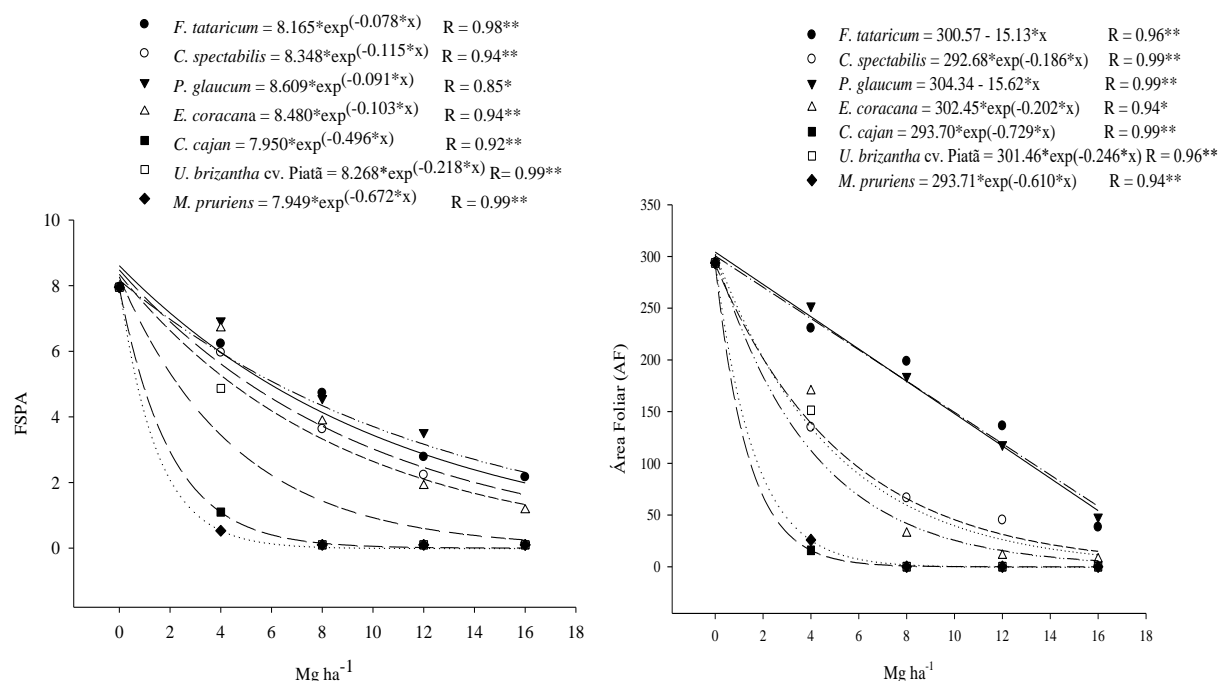 F. tataricum = 8.165*exp(-0.078*x) R = 0.98**
C. spectabilis = 8.348*exp(-0.115*x) R = 0.94**
P. glaucum = 8.609*exp(-0.091*x) R = 0.85*
E. coracana = 8.480*exp(-0.103*x) R = 0.94**
C. cajan = 7.950*exp(-0.496*x) R = 0.92**
U. brizantha cv. Piatã = 8.268*exp(-0.218*x) R= 0.99**
M. pruriens = 7.949*exp(-0.672*x) R = 0.99**
10
8
6
4
2
0
FSPA
0 2 4 6 8 10 12 14 16 18
Mg ha-1
F. tataricum = 300.57 - 15.13*x R = 0.96**
C. spectabilis = 292.68*exp(-0.186*x) R = 0.99**
P. glaucum = 304.34 - 15.62*x R = 0.99**
E. coracana = 302.45*exp(-0.202*x) R = 0.94*
C. cajan = 293.70*exp(-0.729*x) R = 0.99**
U. brizantha cv. Piatã = 301.46*exp(-0.246*x) R = 0.96**
M. pruriens = 293.71*exp(-0.610*x) R = 0.94**
350
300
250
200
150
100
50
0
Área Foliar (AF)
0 2 4 6 8 10 12 14 16 18
Mg ha-1